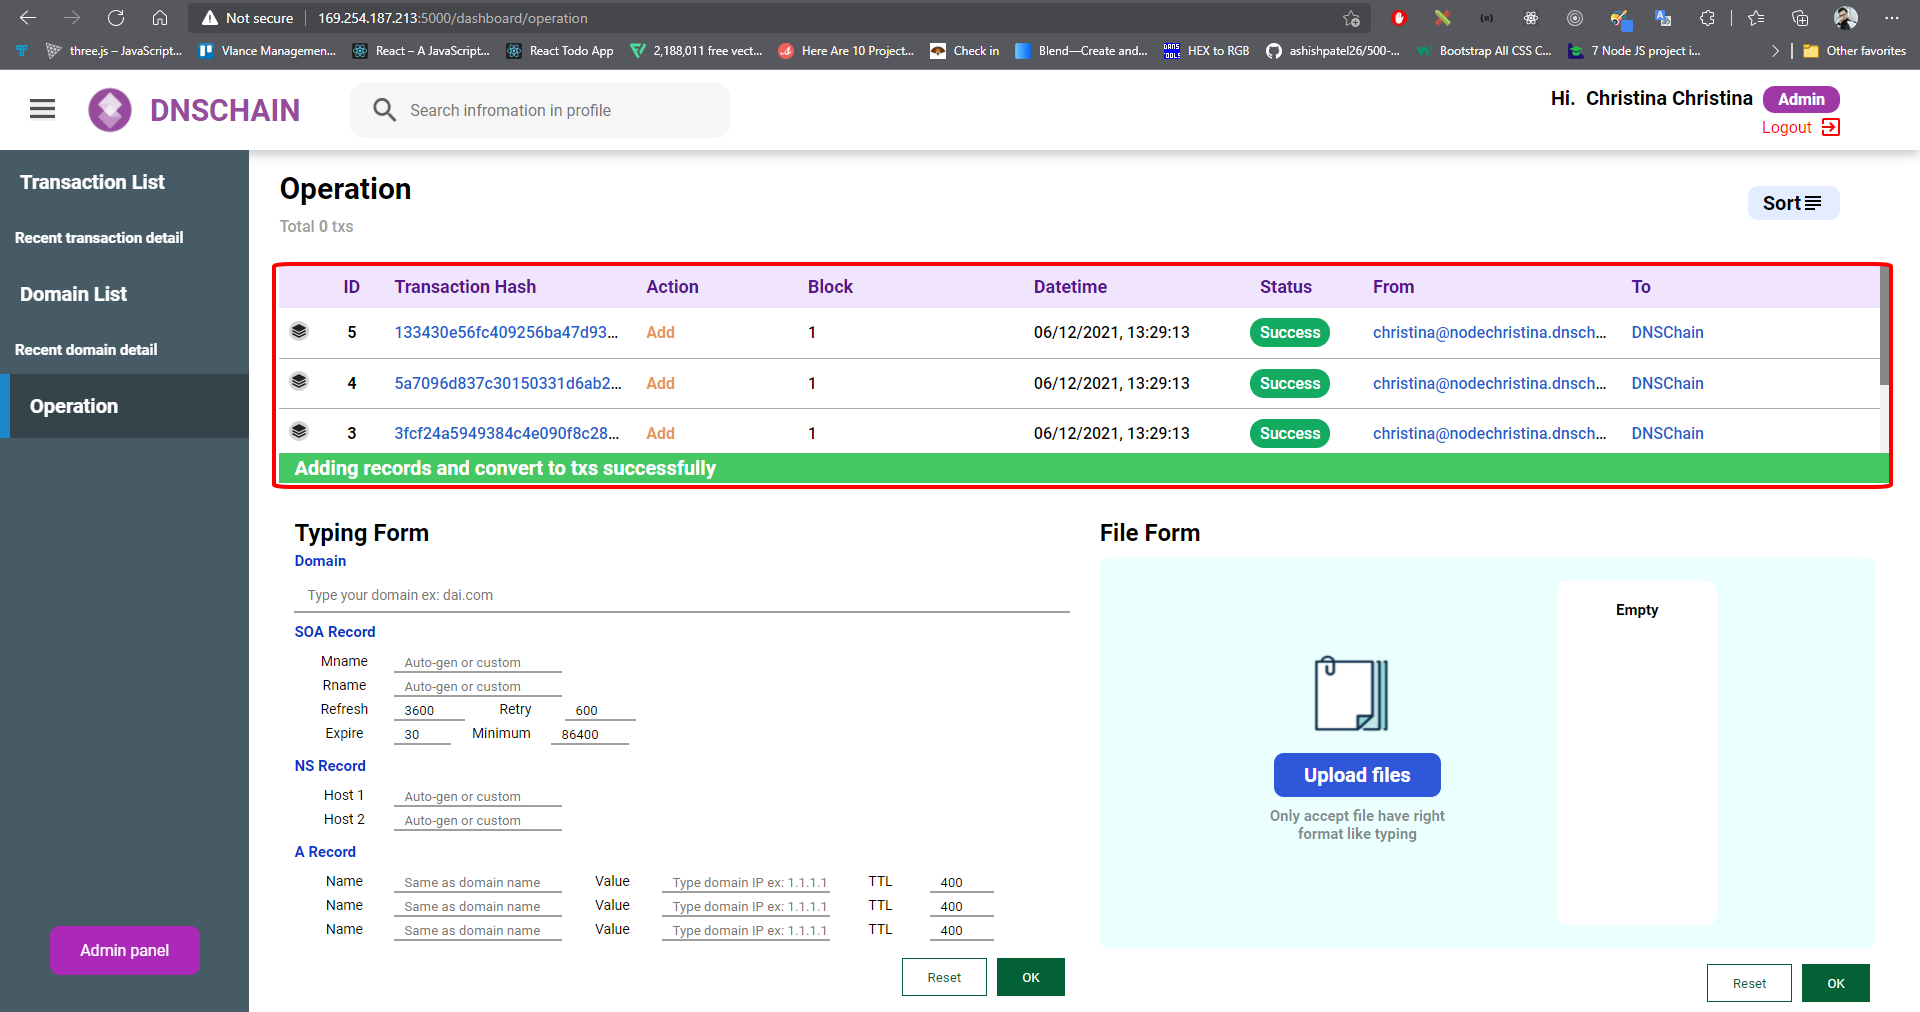 Not secure | 169.254.187.213:5000/dashboard/operation
three.js – JavaScript... Vlance Managemen... React – A JavaScript... React Todo App 2,188,011 free vect... Here Are 10 Project... Check in Blend—Create and... HEX to RGB ashishpatel26/500-... Bootstrap All CSS C... 7 Node JS project i... Other favorites
DNSCHAIN
Search infromation in profile
Hi. Christina Christina Admin
Logout
Transaction List
Recent transaction detail
Domain List
Recent domain detail
Operation
Admin panel
Operation
Total 0 txs
Sort
ID Transaction Hash Action Block Datetime Status From To
5 133430e56fc409256ba47d93... Add 1 06/12/2021, 13:29:13 Success christina@nodechristina.dnsch... DNSChain
4 5a7096d837c30150331d6ab2... Add 1 06/12/2021, 13:29:13 Success christina@nodechristina.dnsch... DNSChain
3 3fcf24a5949384c4e090f8c28... Add 1 06/12/2021, 13:29:13 Success christina@nodechristina.dnsch... DNSChain
Adding records and convert to txs successfully
Typing Form
Domain
Type your domain ex: dai.com
SOA Record
Mname Auto-gen or custom
Rname Auto-gen or custom
Refresh 3600 Retry 600
Expire 30 Minimum 86400
NS Record
Host 1 Auto-gen or custom
Host 2 Auto-gen or custom
A Record
Name Same as domain name Value Type domain IP ex: 1.1.1.1 TTL 400
Name Same as domain name Value Type domain IP ex: 1.1.1.1 TTL 400
Name Same as domain name Value Type domain IP ex: 1.1.1.1 TTL 400
Reset OK
File Form
Empty
Upload files
Only accept file have right
format like typing
Reset OK